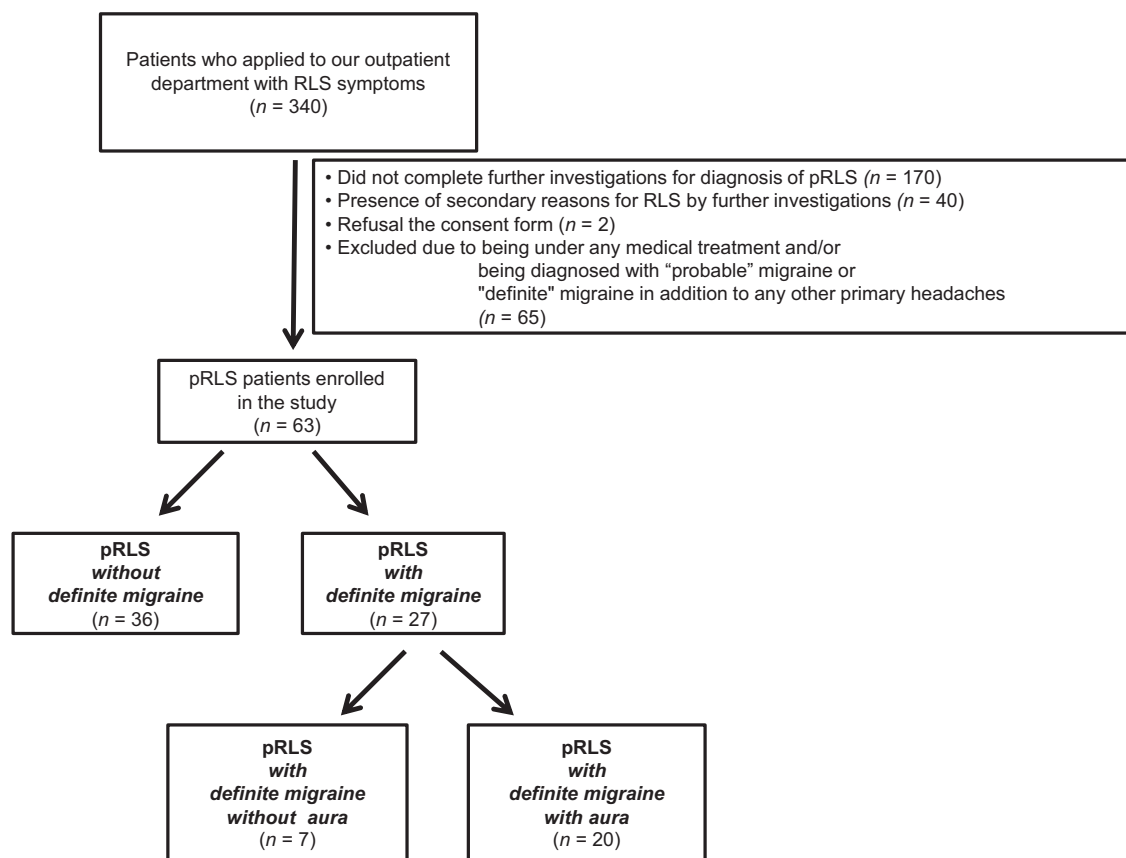 Patients who applied to our outpatient
department with RLS symptoms
(n = 340)
• Did not complete further investigations for diagnosis of pRLS (n = 170)
• Presence of secondary reasons for RLS by further investigations (n = 40)
• Refusal the consent form (n = 2)
• Excluded due to being under any medical treatment and/or
being diagnosed with “probable” migraine or
"definite" migraine in addition to any other primary headaches
(n = 65)
pRLS patients enrolled
in the study
(n = 63)
pRLS
without
definite migraine
(n = 36)
pRLS
with
definite migraine
(n = 27)
pRLS
with
definite migraine
without aura
(n = 7)
pRLS
with
definite migraine
with aura
(n = 20)